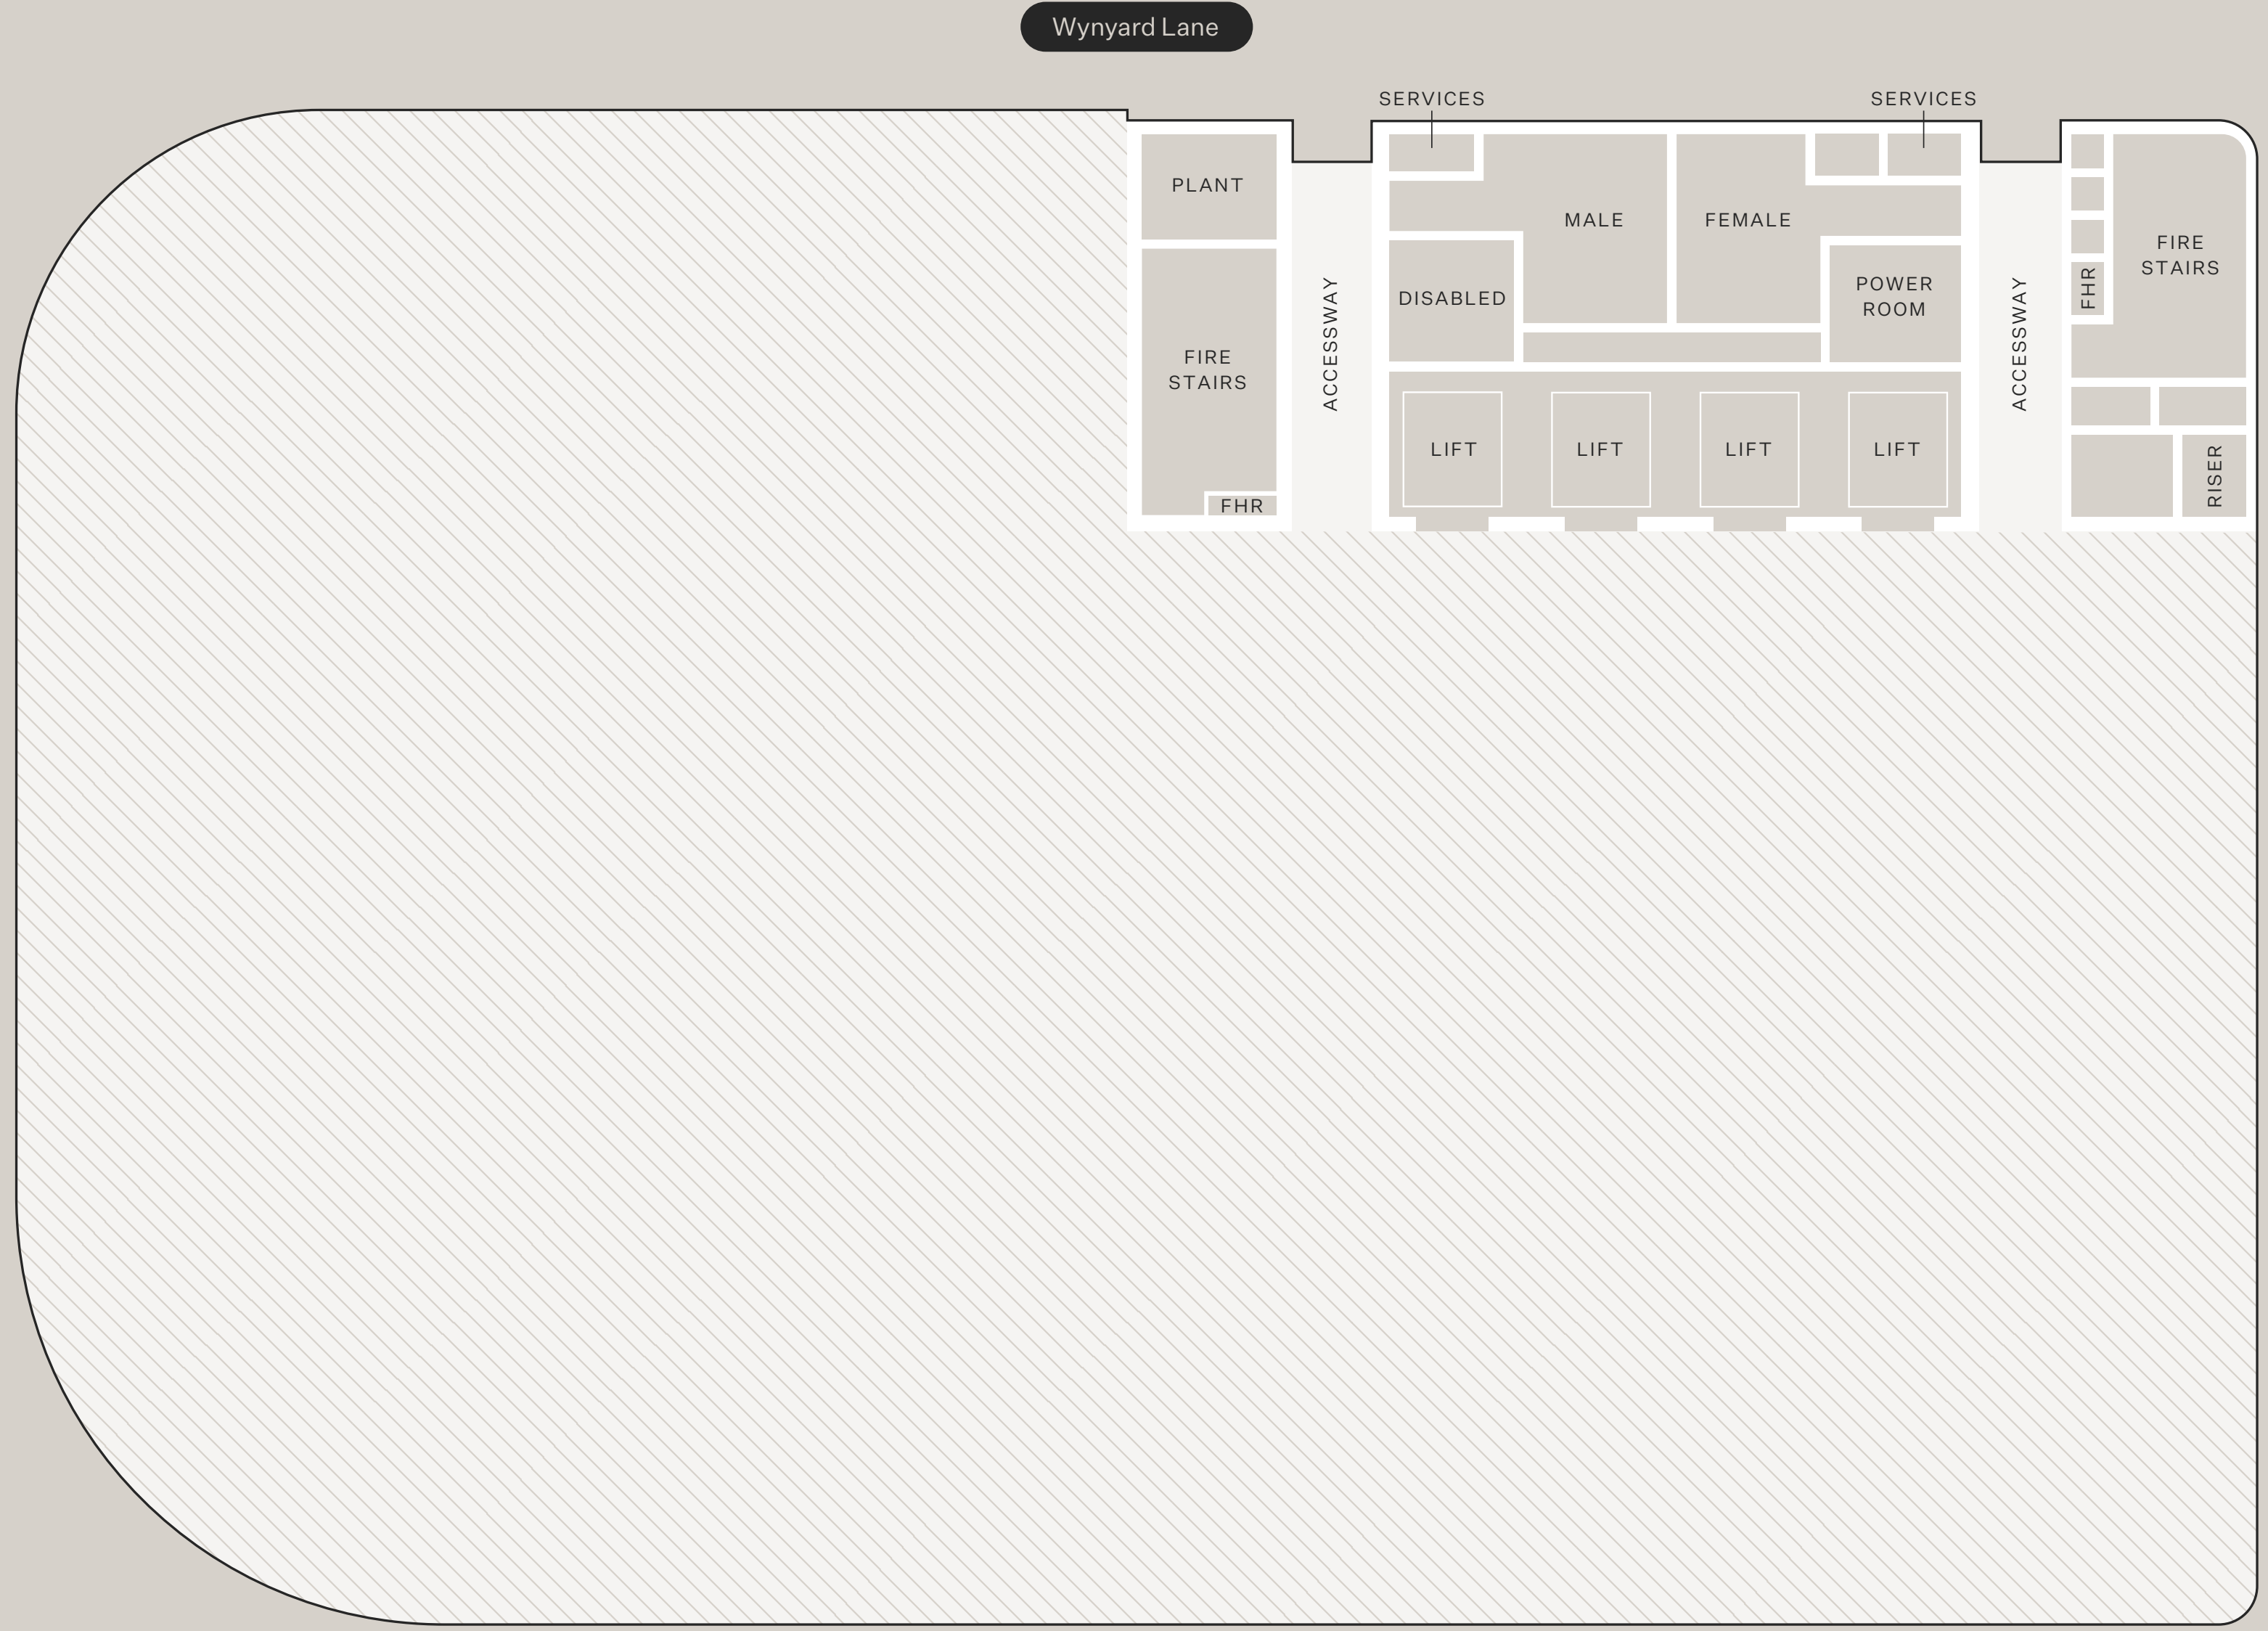 Wynyard Lane
SERVICES
SERVICES
PLANT
FIRE
STAIRS
FHR
ACCESSWAY
MALE
FEMALE
DISABLED
POWER
ROOM
LIFT
LIFT
LIFT
LIFT
ACCESSWAY
FHR
FIRE
STAIRS
RISER